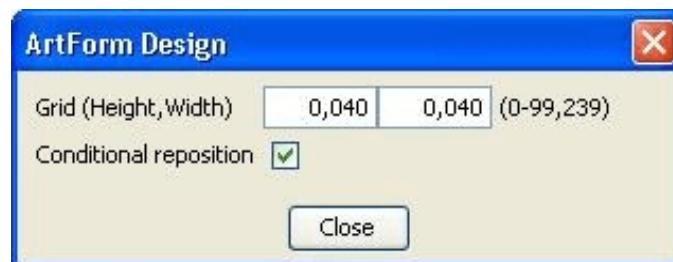 ArtForm Design
Grid (Height,Width) 0,040 0,040 (0-99,239)
Conditional reposition
Close